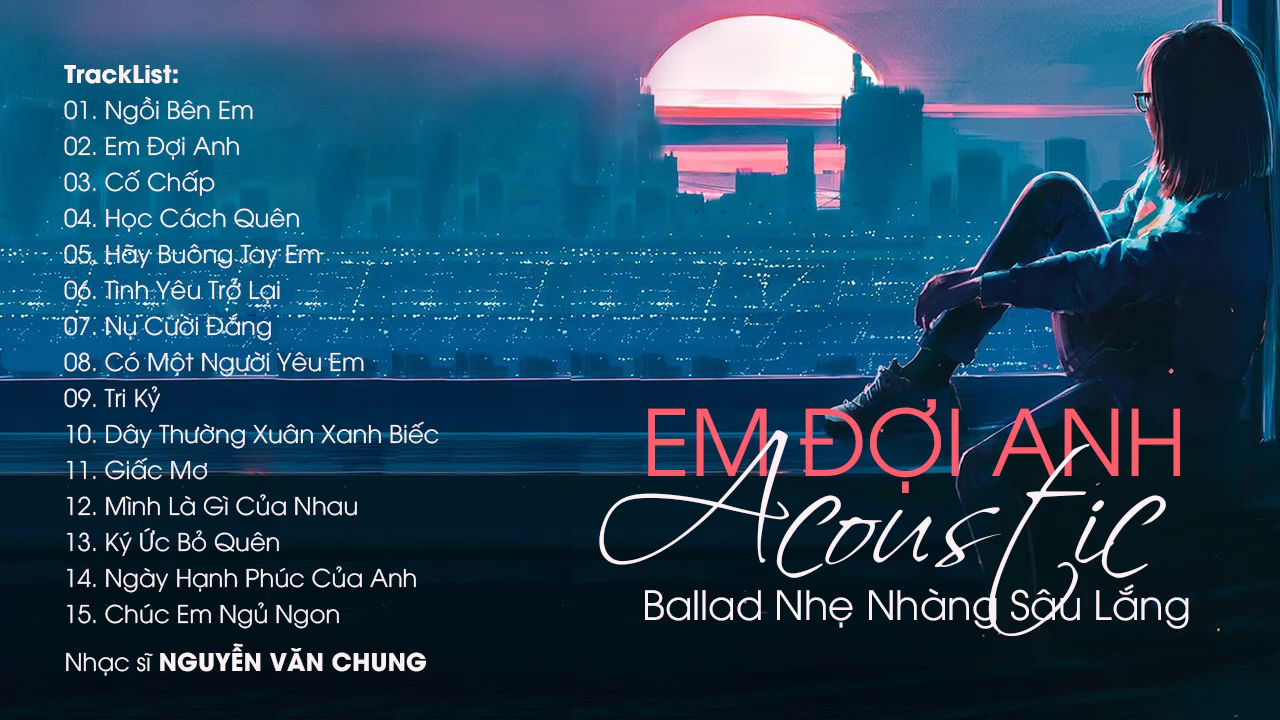 TrackList:
01. Ngồi Bên Em
02. Em Đợi Anh
03. Cố Chấp
04. Học Cách Quên
05. Hãy Buông Tay Em
06. Tình Yêu Trở Lại
07. Nụ Cười Đắng
08. Có Một Người Yêu Em
09. Tri Kỷ
10. Dây Thường Xuân Xanh Biếc
11. Giấc Mơ
12. Mình Là Gì Của Nhau
13. Ký Ức Bỏ Quên
14. Ngày Hạnh Phúc Của Anh
15. Chúc Em Ngủ Ngon
Nhạc sĩ NGUYỄN VĂN CHUNG
EM ĐỢI ANH
Acoustic
Ballad Nhẹ Nhàng Sâu Lắng